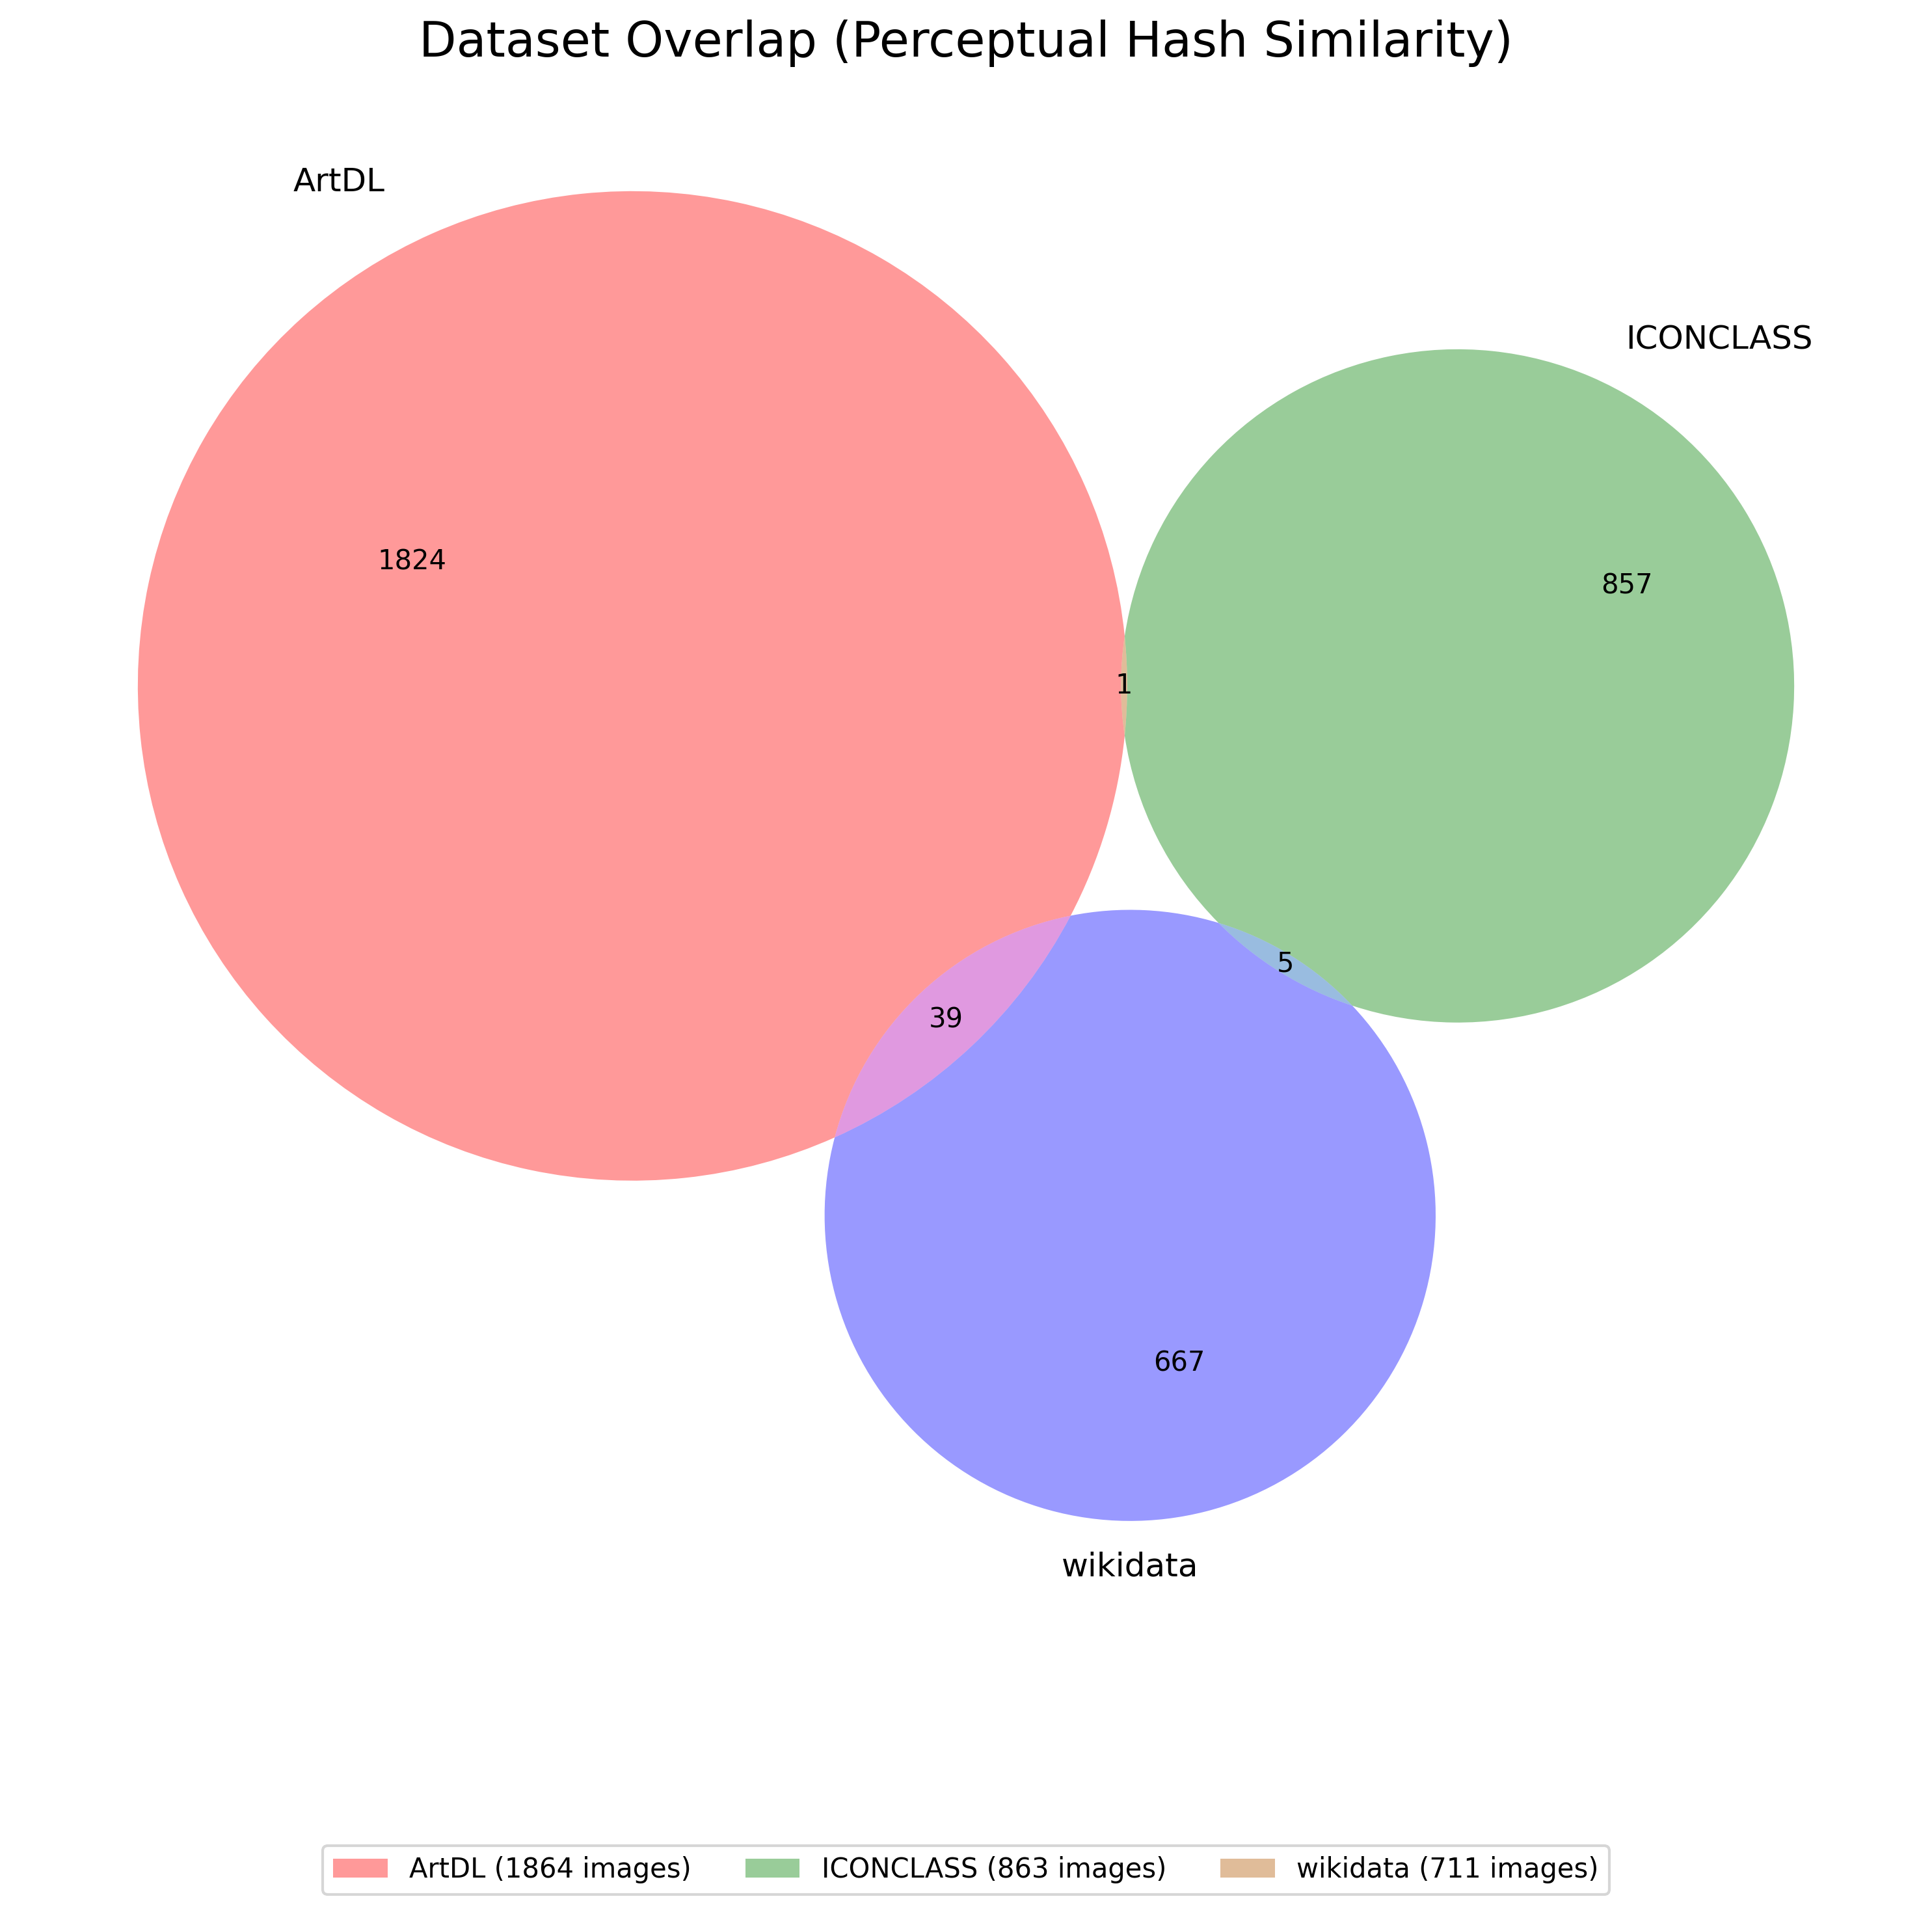 Dataset Overlap (Perceptual Hash Similarity)
ArtDL
ICONCLASS
1824
857
1
5
39
667
wikidata
ArtDL (1864 images)
ICONCLASS (863 images)
wikidata (711 images)